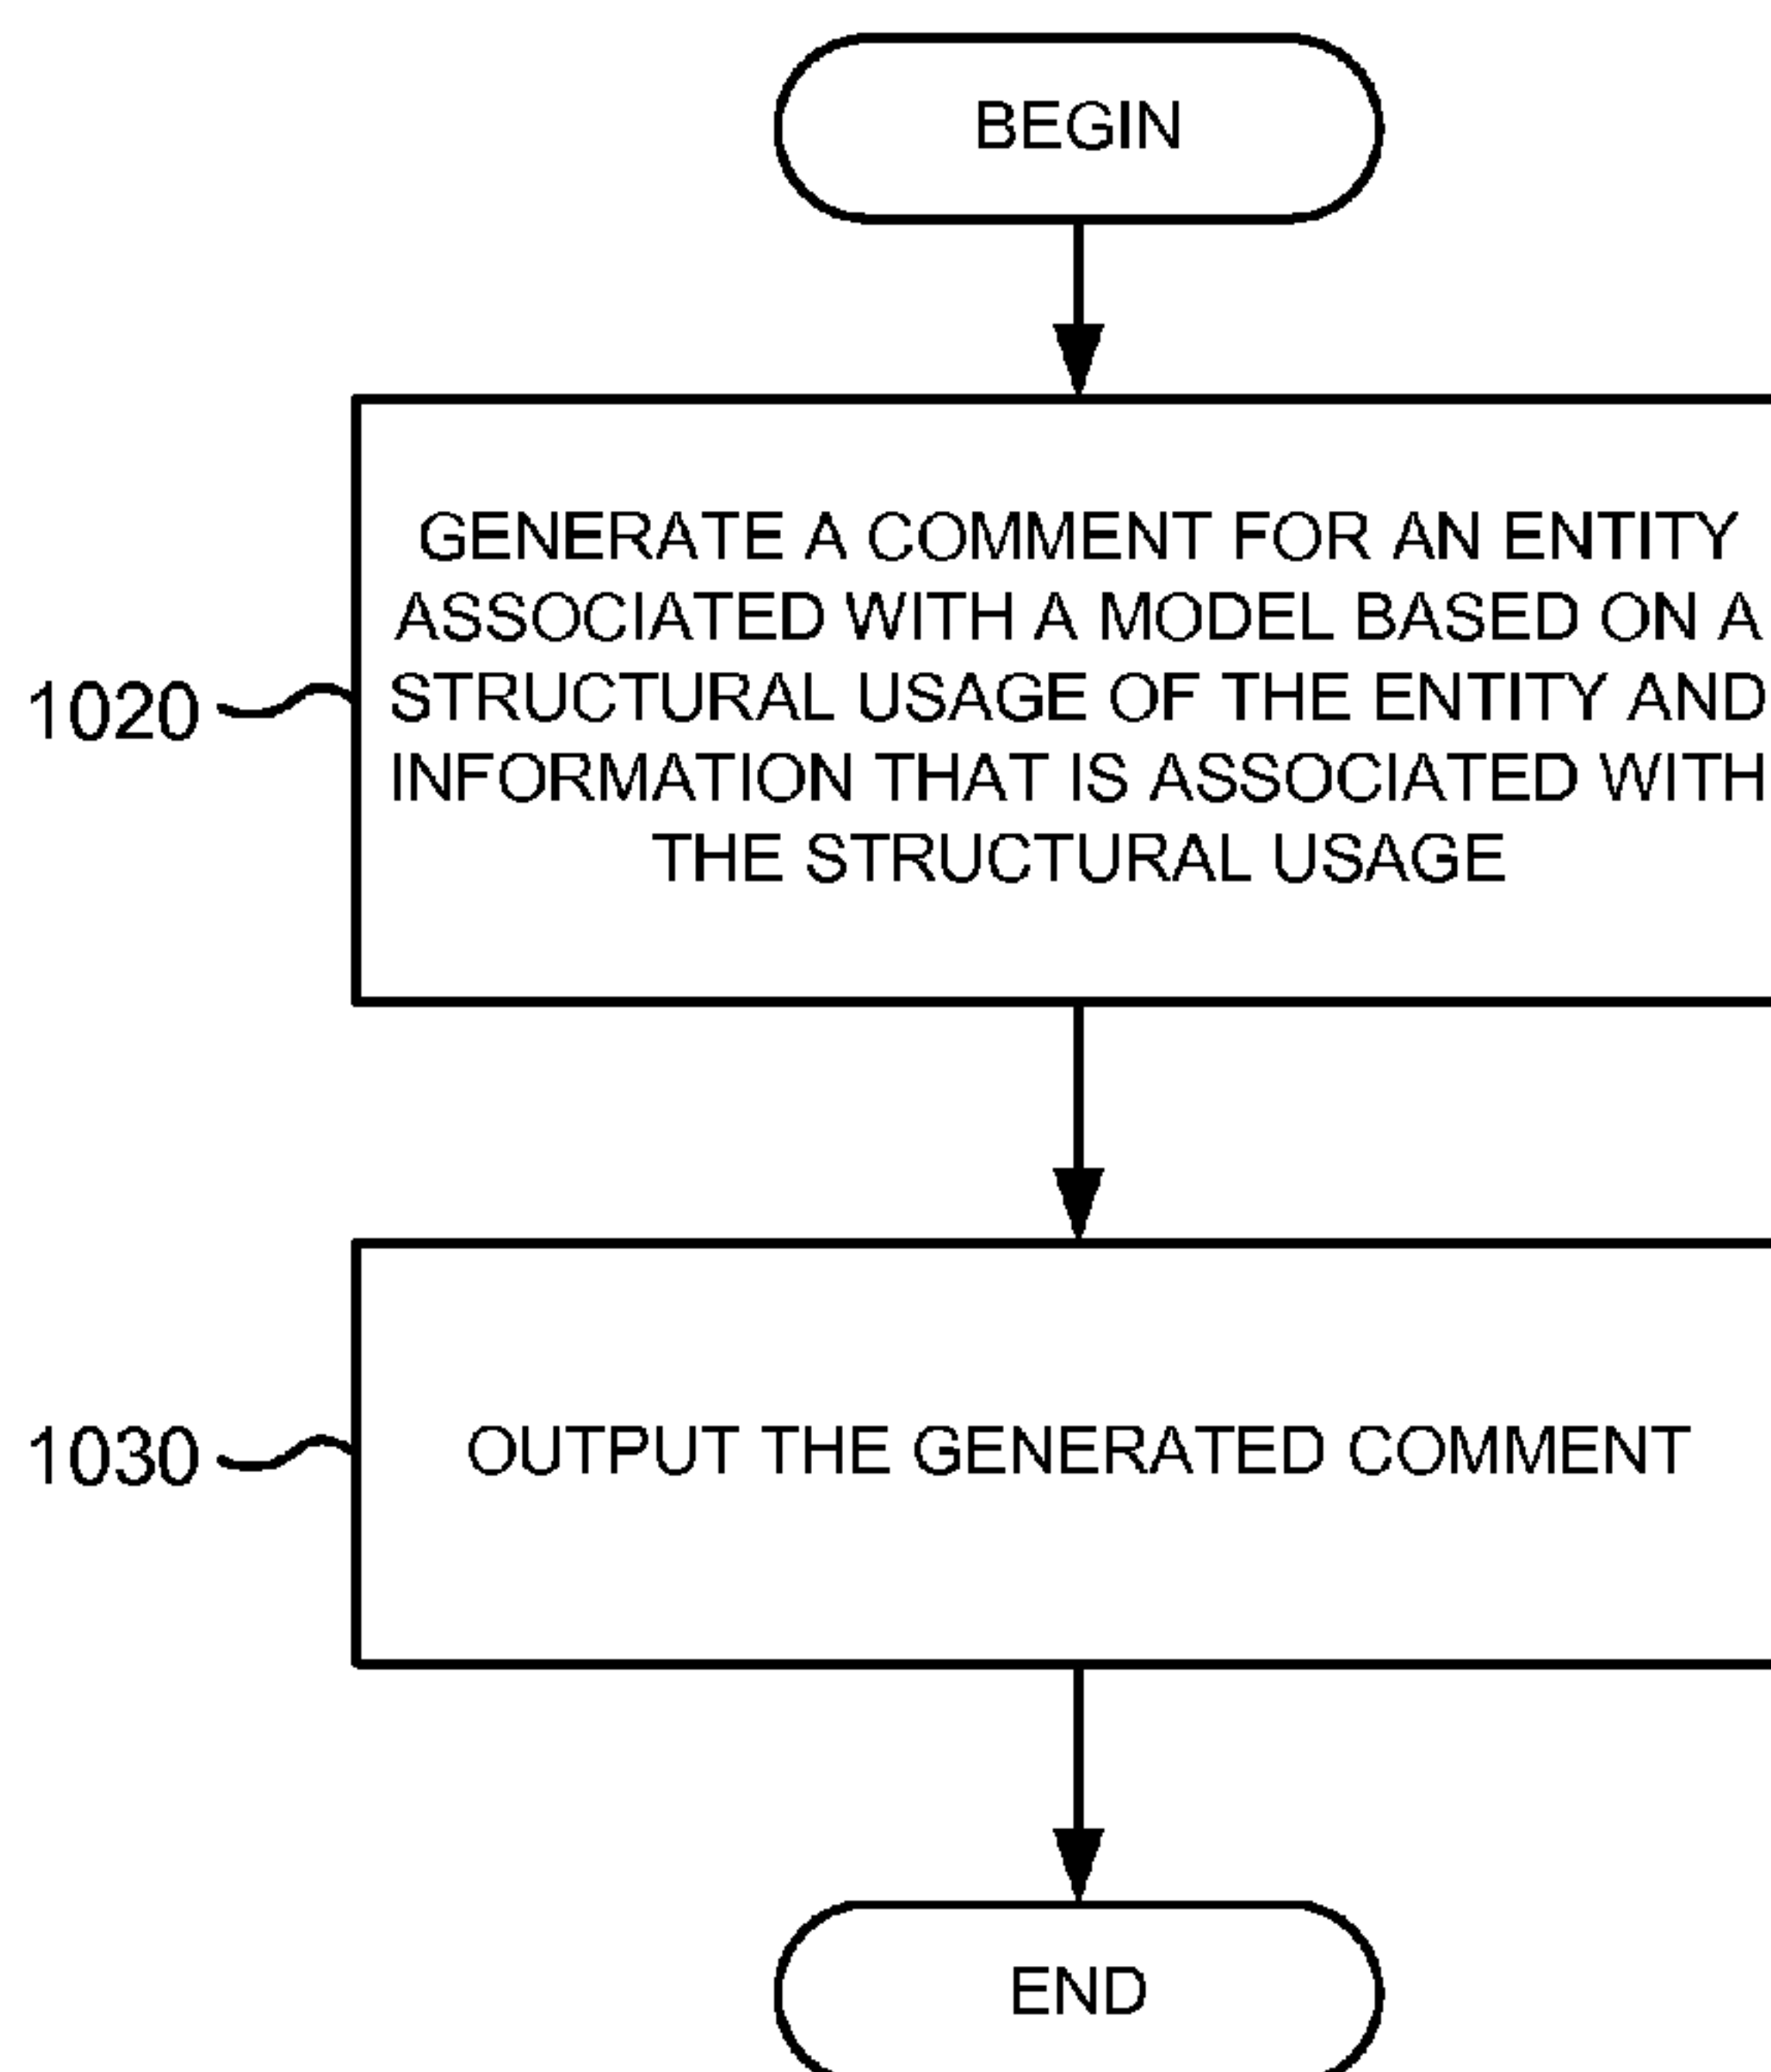 BEGIN
GENERATE A COMMENT FOR AN ENTITY
ASSOCIATED WITH A MODEL BASED ON A
STRUCTURAL USAGE OF THE ENTITY AND
INFORMATION THAT IS ASSOCIATED WITH
THE STRUCTURAL USAGE
1020
OUTPUT THE GENERATED COMMENT
1030
END